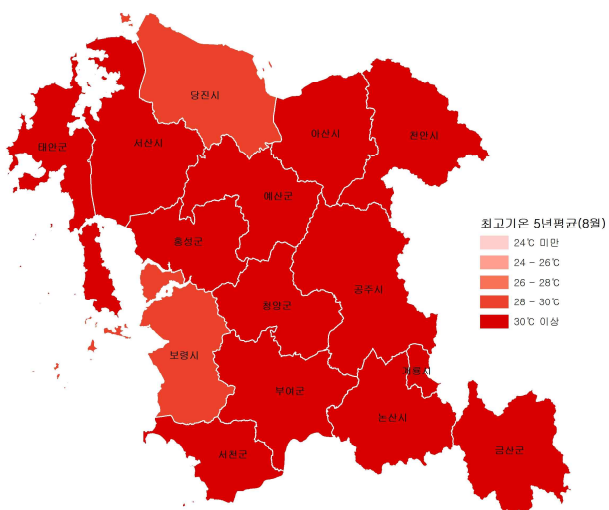 당진시
아산시
천안시
서산시
태안군
예산군
홍성군
공주시
청양군
보령시
계룡시
부여군
논산시
서천군
금산군
최고기온 5년평균(8월)
24℃ 미만
24 - 26℃
26 - 28℃
28 - 30℃
30℃ 이상